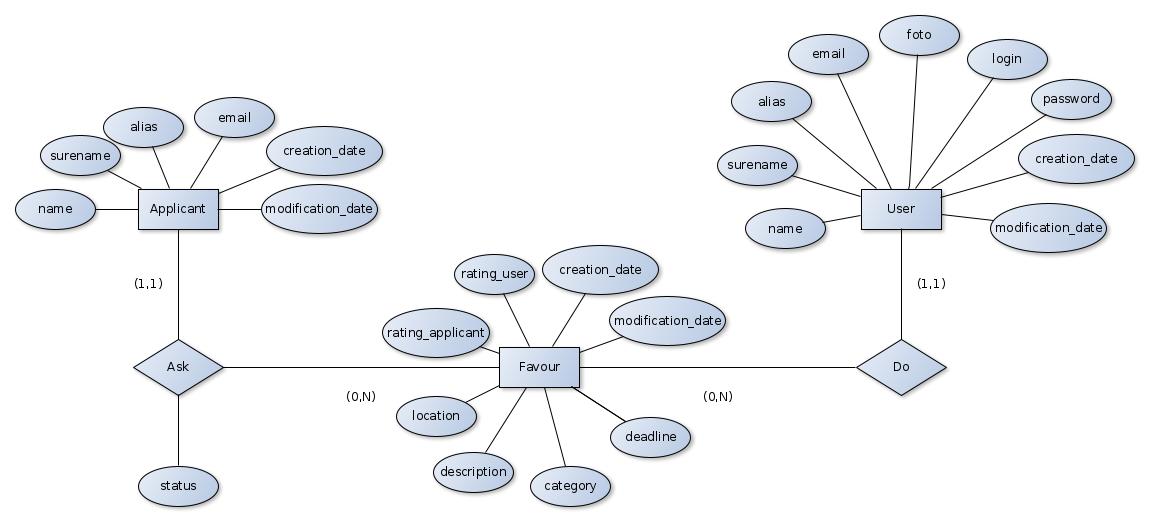 foto
email
login
alias
password
email
alias
creation_date
creation_date
surename
surename
name
Applicant
modification_date
User
name
modification_date
(1,1)
rating_user
creation_date
(1,1)
modification_date
rating_applicant
Ask
Favour
Do
(0,N)
(0,N)
location
deadline
description
status
category